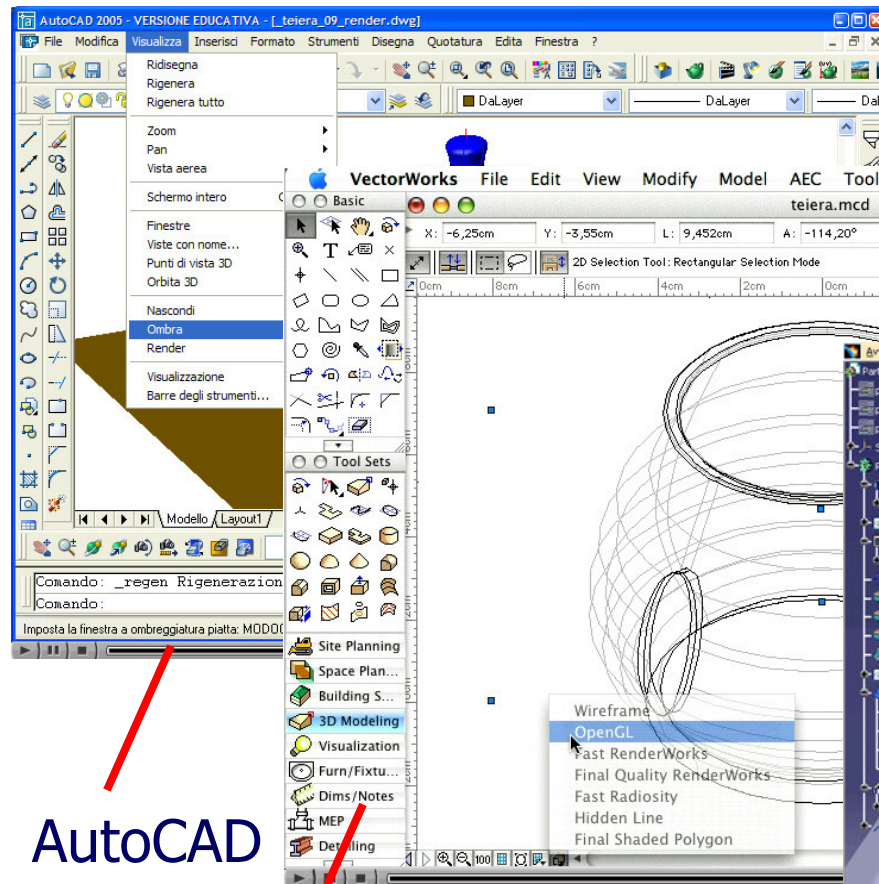 AutoCAD 2005 - VERSIONE EDUCATIVA - [_teiera_09_render.dwg]
File Modifica Visualizza Inserisci Formato Strumenti Disegna Quotatura Edita Finestra ?
Ridisegna
Rigenera
Rigenera tutto
DaLayer
DaLayer
Zoom
Pan
Vista aerea
Schermo intero
Finestre
Viste con nome...
Punti di vista 3D
Orbita 3D
Nascondi
Ombra
Render
Visualizzazione
Barre degli strumenti...
Modello Layout1
Comando: _regen Rigenerazion
Comando:
Imposta la finestra a ombreggiatura piatta:
VectorWorks File Edit View Modify Model AEC Tool
Basic
teiera.mcd
X: -6,25cm Y: -3,55cm L: 9,452cm A: -114,20°
2D Selection Tool: Rectangular Selection Mode
0cm 8cm 6cm 4cm 2cm 0cm
Tool Sets
Site Planning
Space Plan...
Building S...
3D Modeling
Visualization
Furn/Fixtu...
Dims/Notes
MEP
Detailing
Wireframe
OpenGL
Fast RenderWorks
Final Quality RenderWorks
Fast Radiosity
Hidden Line
Final Shaded Polygon
100
AutoCAD